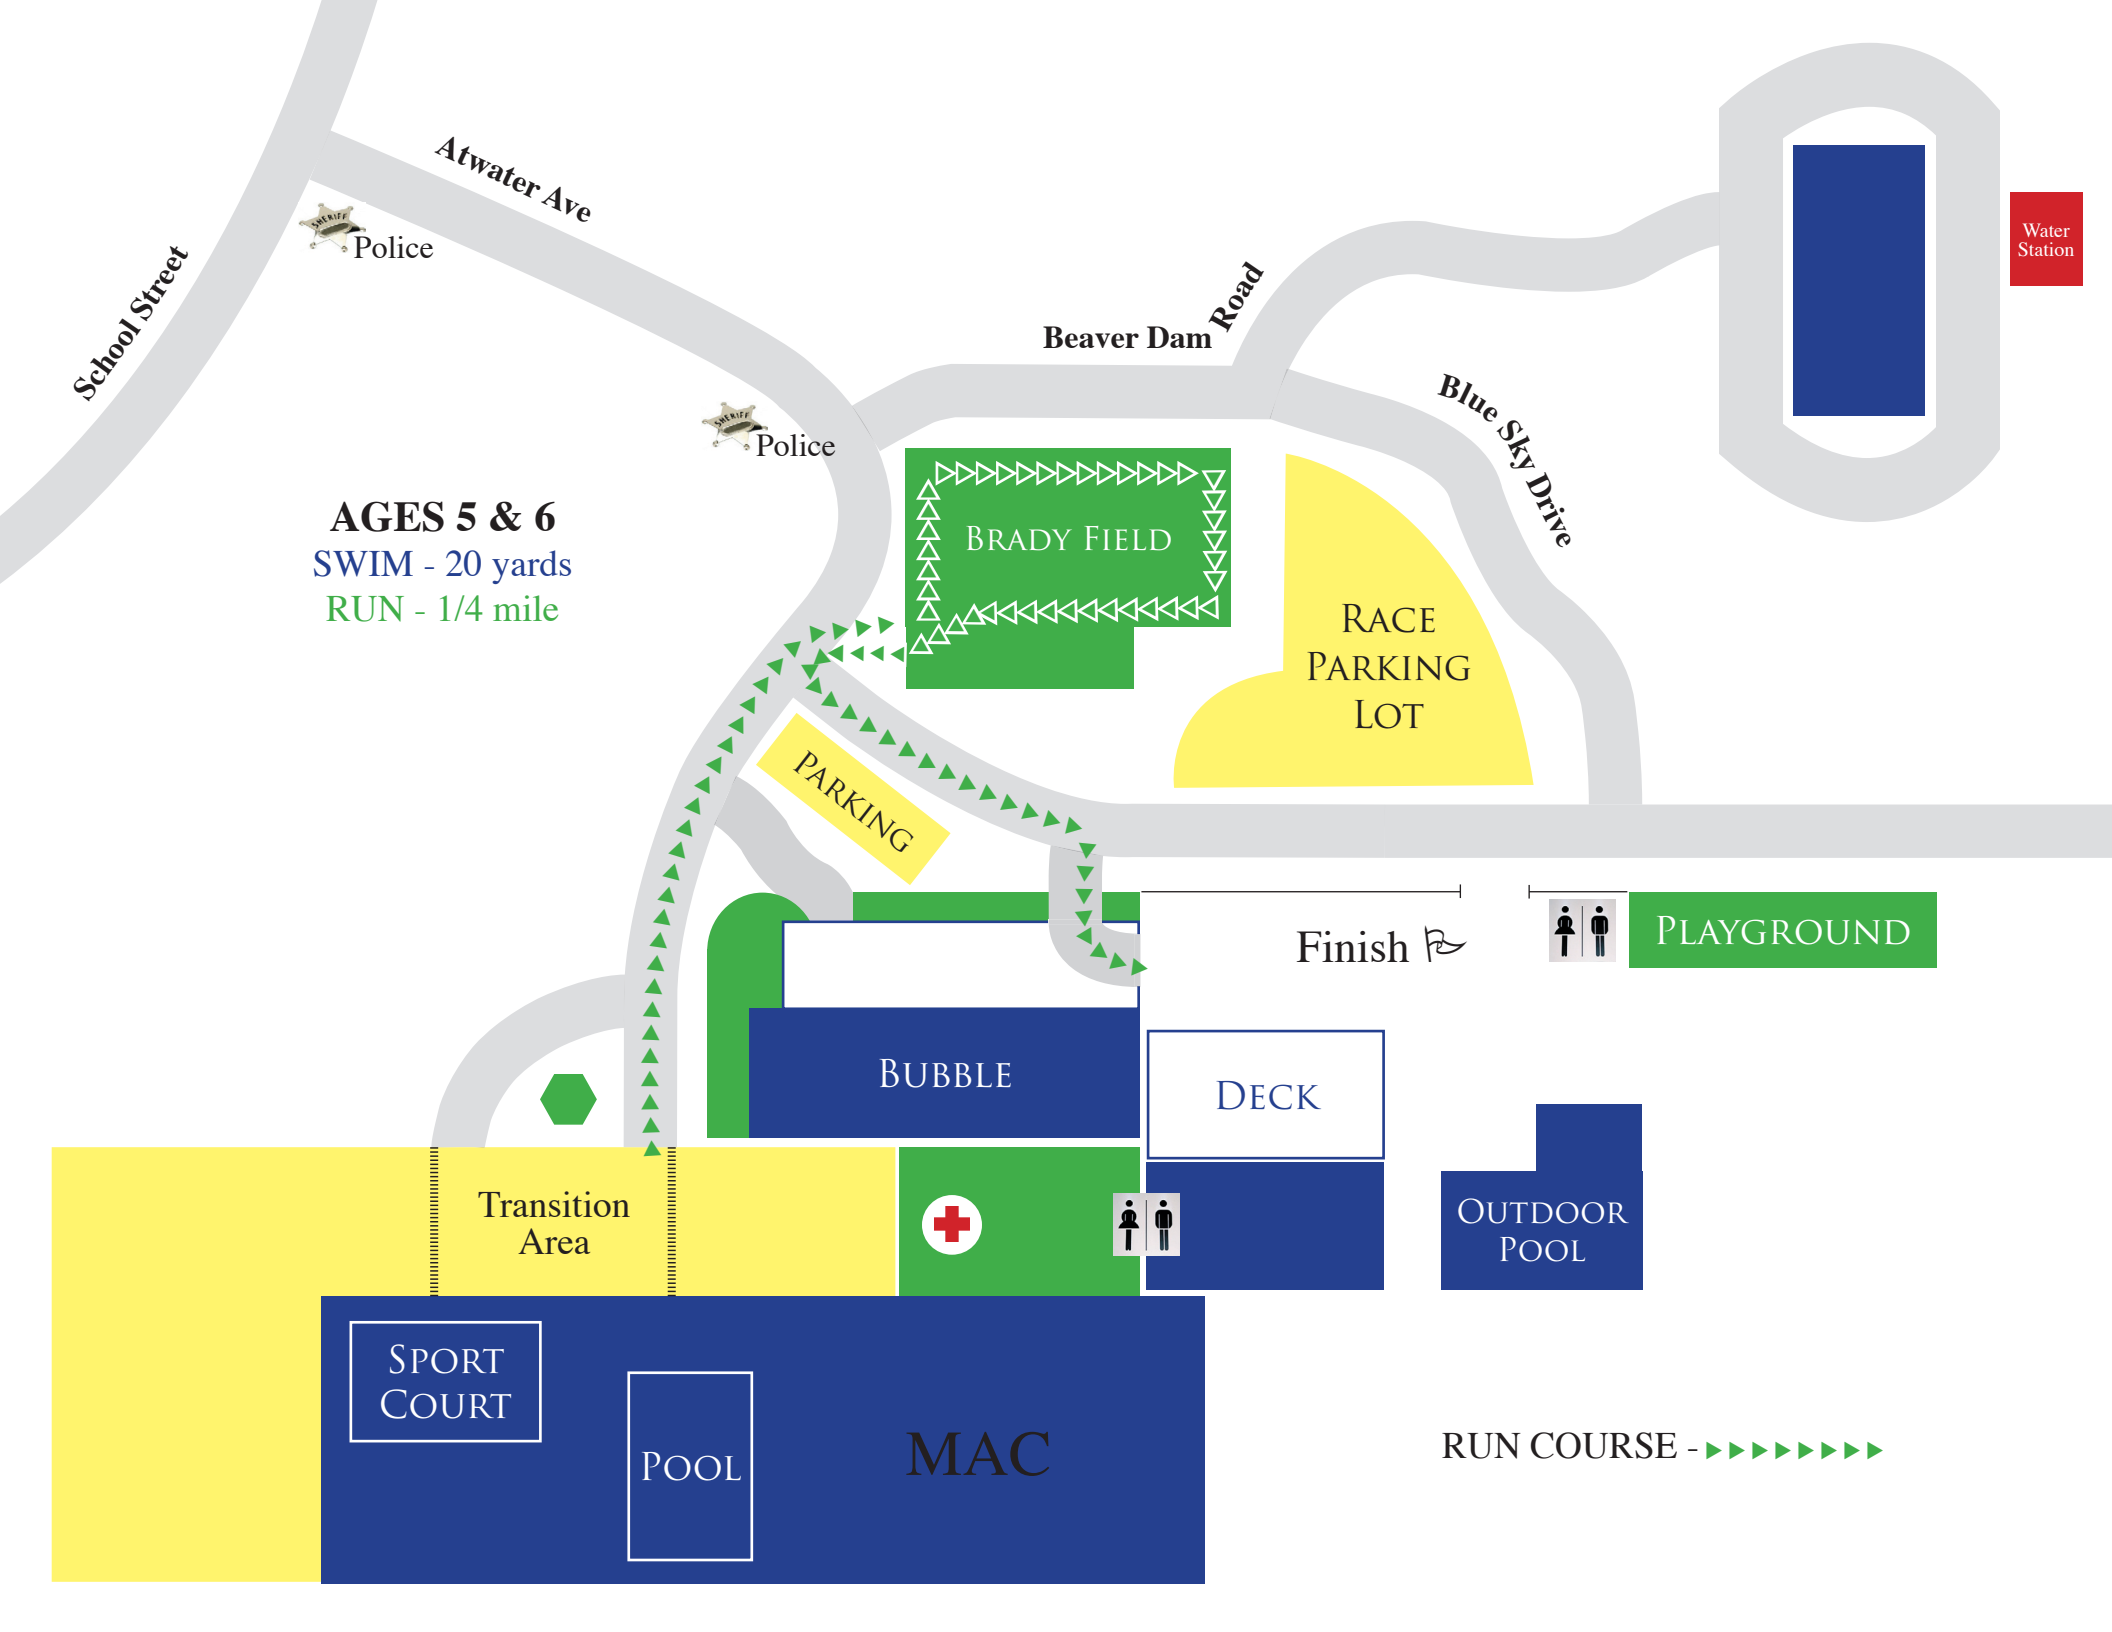 Atwater Ave
SHERIFF
Police
School Street
Water
Station
Beaver Dam Road
Blue Sky Drive
SHERIFF
Police
AGES 5 & 6
SWIM - 20 yards
RUN - 1/4 mile
BRADY FIELD
RACE
PARKING
LOT
PARKING
Finish
PLAYGROUND
BUBBLE
DECK
Transition
Area
OUTDOOR
POOL
SPORT
COURT
POOL
MAC
RUN COURSE -